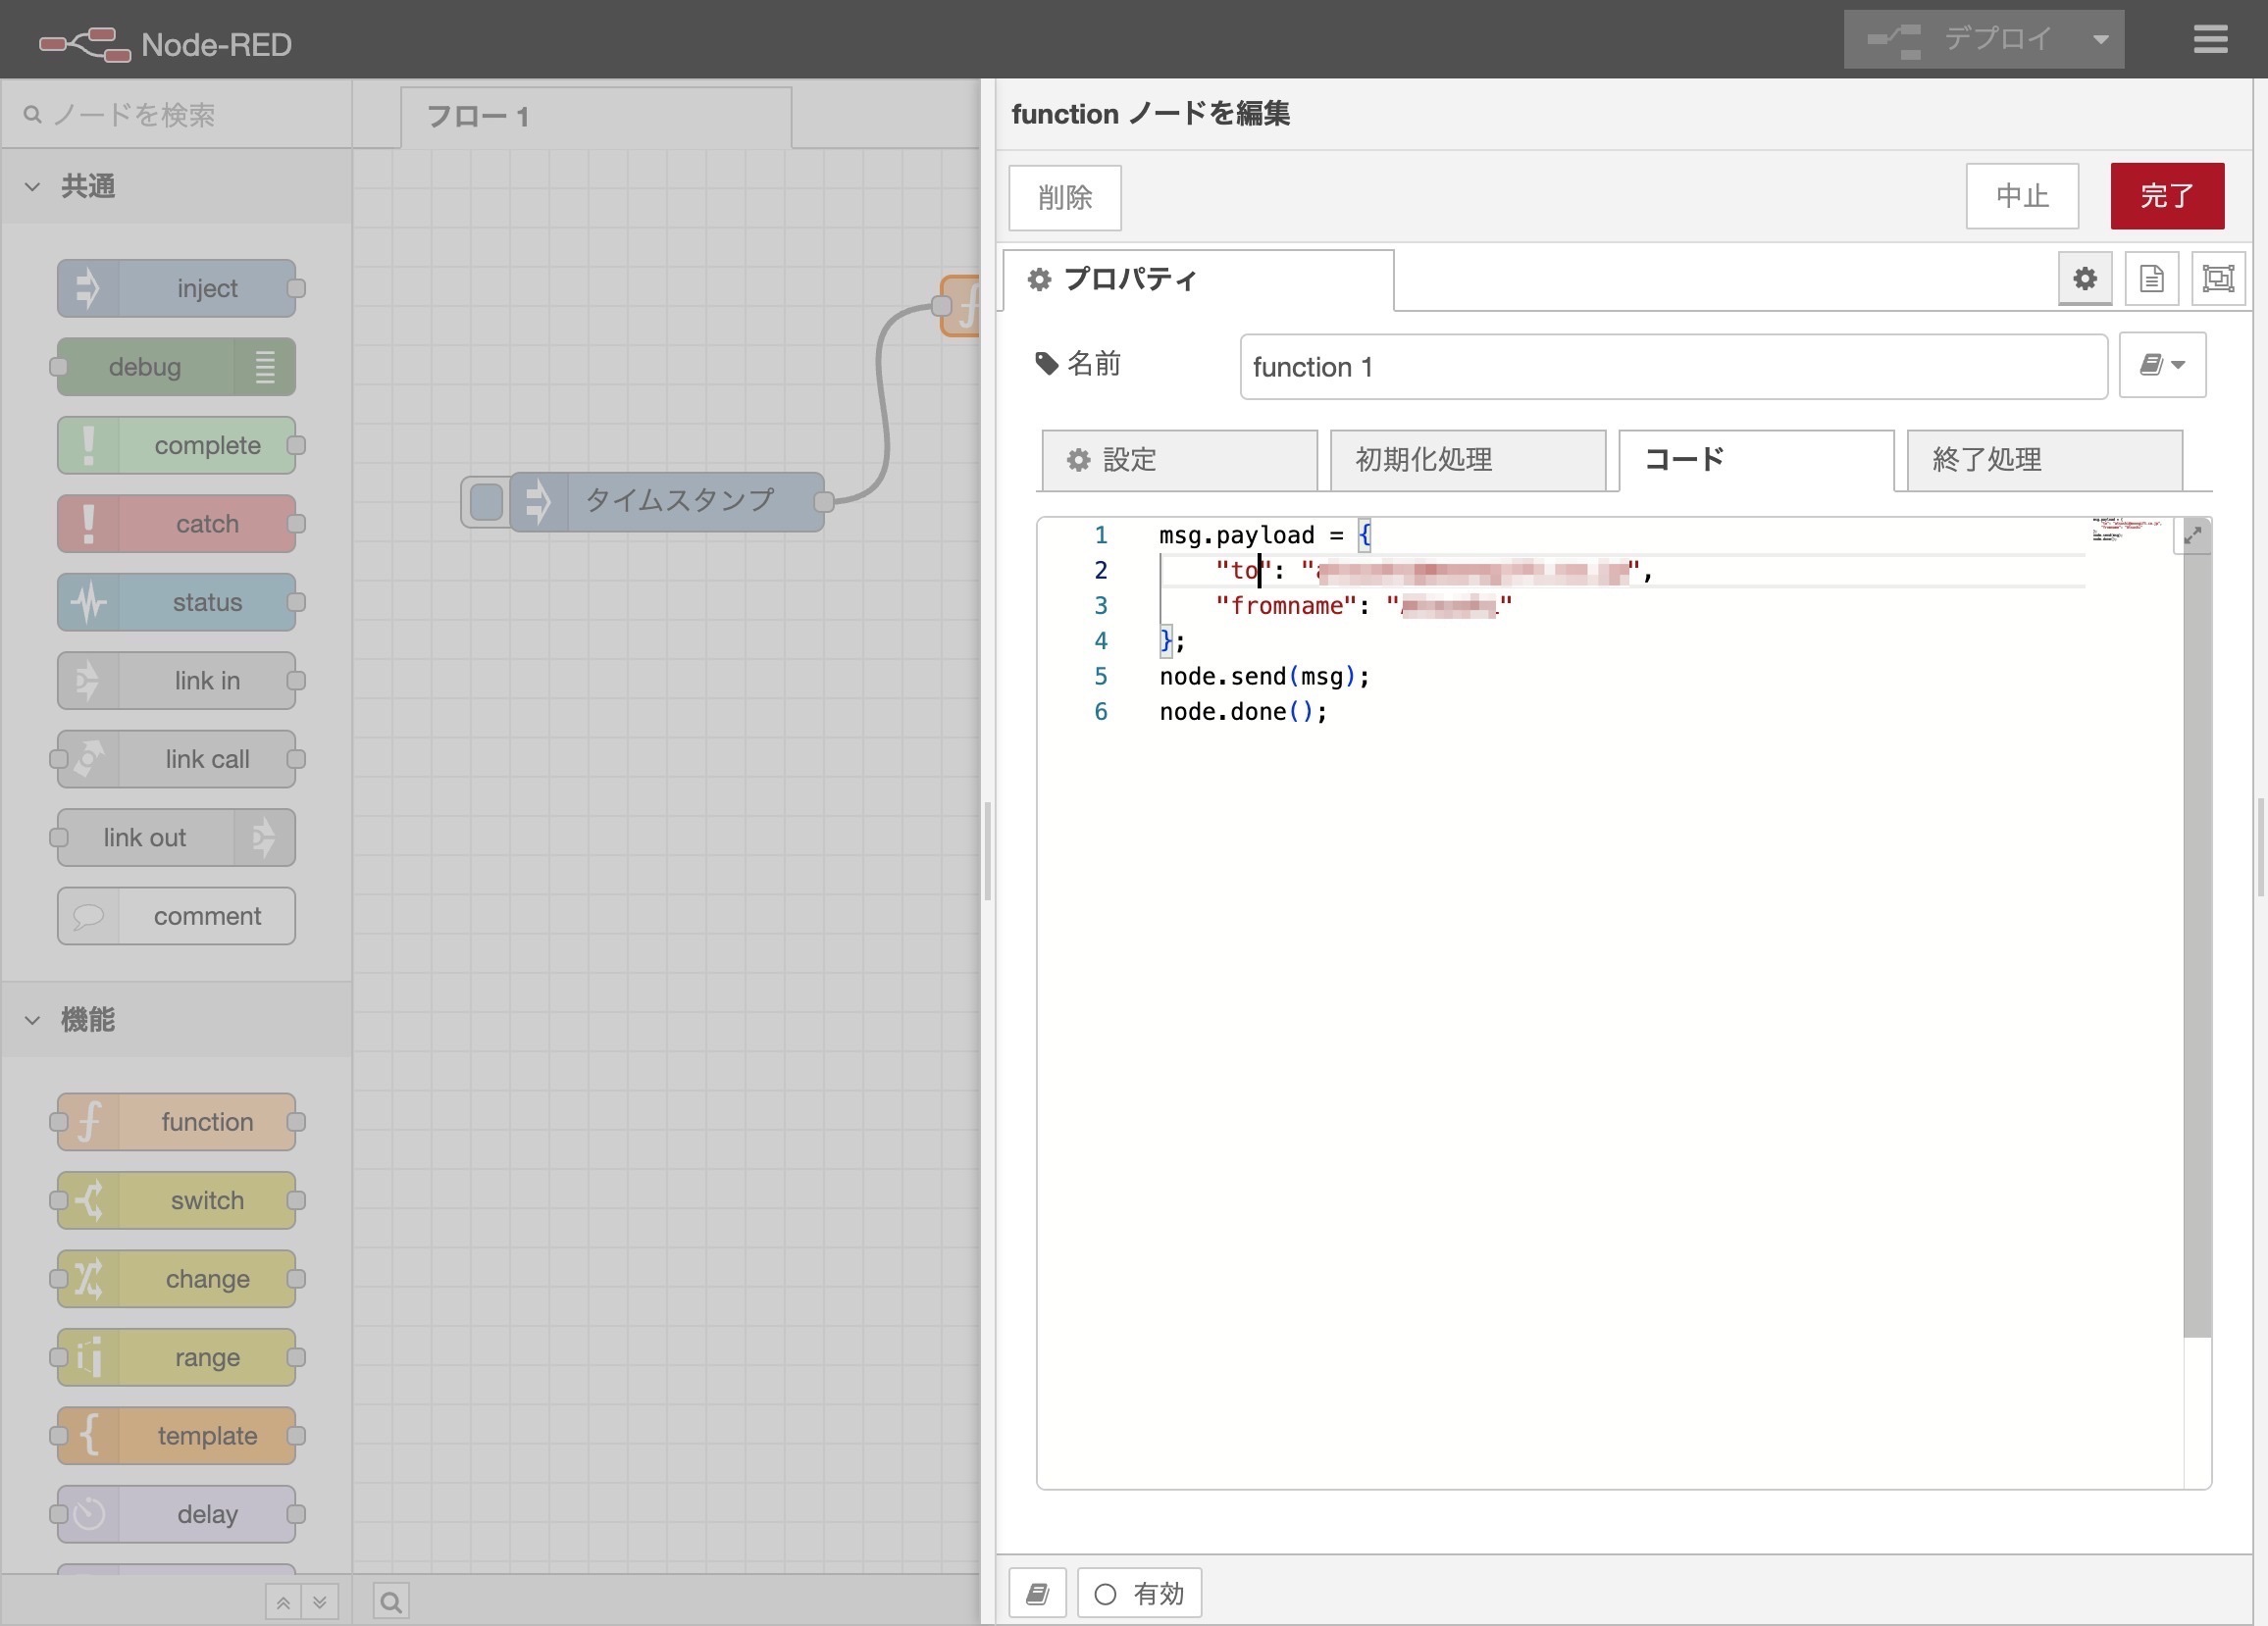 Node-RED
デプロイ
ノードを検索
共通
inject
debug
complete
catch
status
link in
link call
link out
comment
機能
function
switch
change
range
template
delay
フロー 1
タイムスタンプ
function ノードを編集
削除
中止
完了
プロパティ
名前
function 1
設定
初期化処理
コード
終了処理
1 msg.payload = {
2 "to": "
3 "fromname": "
4 };
5 node.send(msg);
6 node.done();
有効